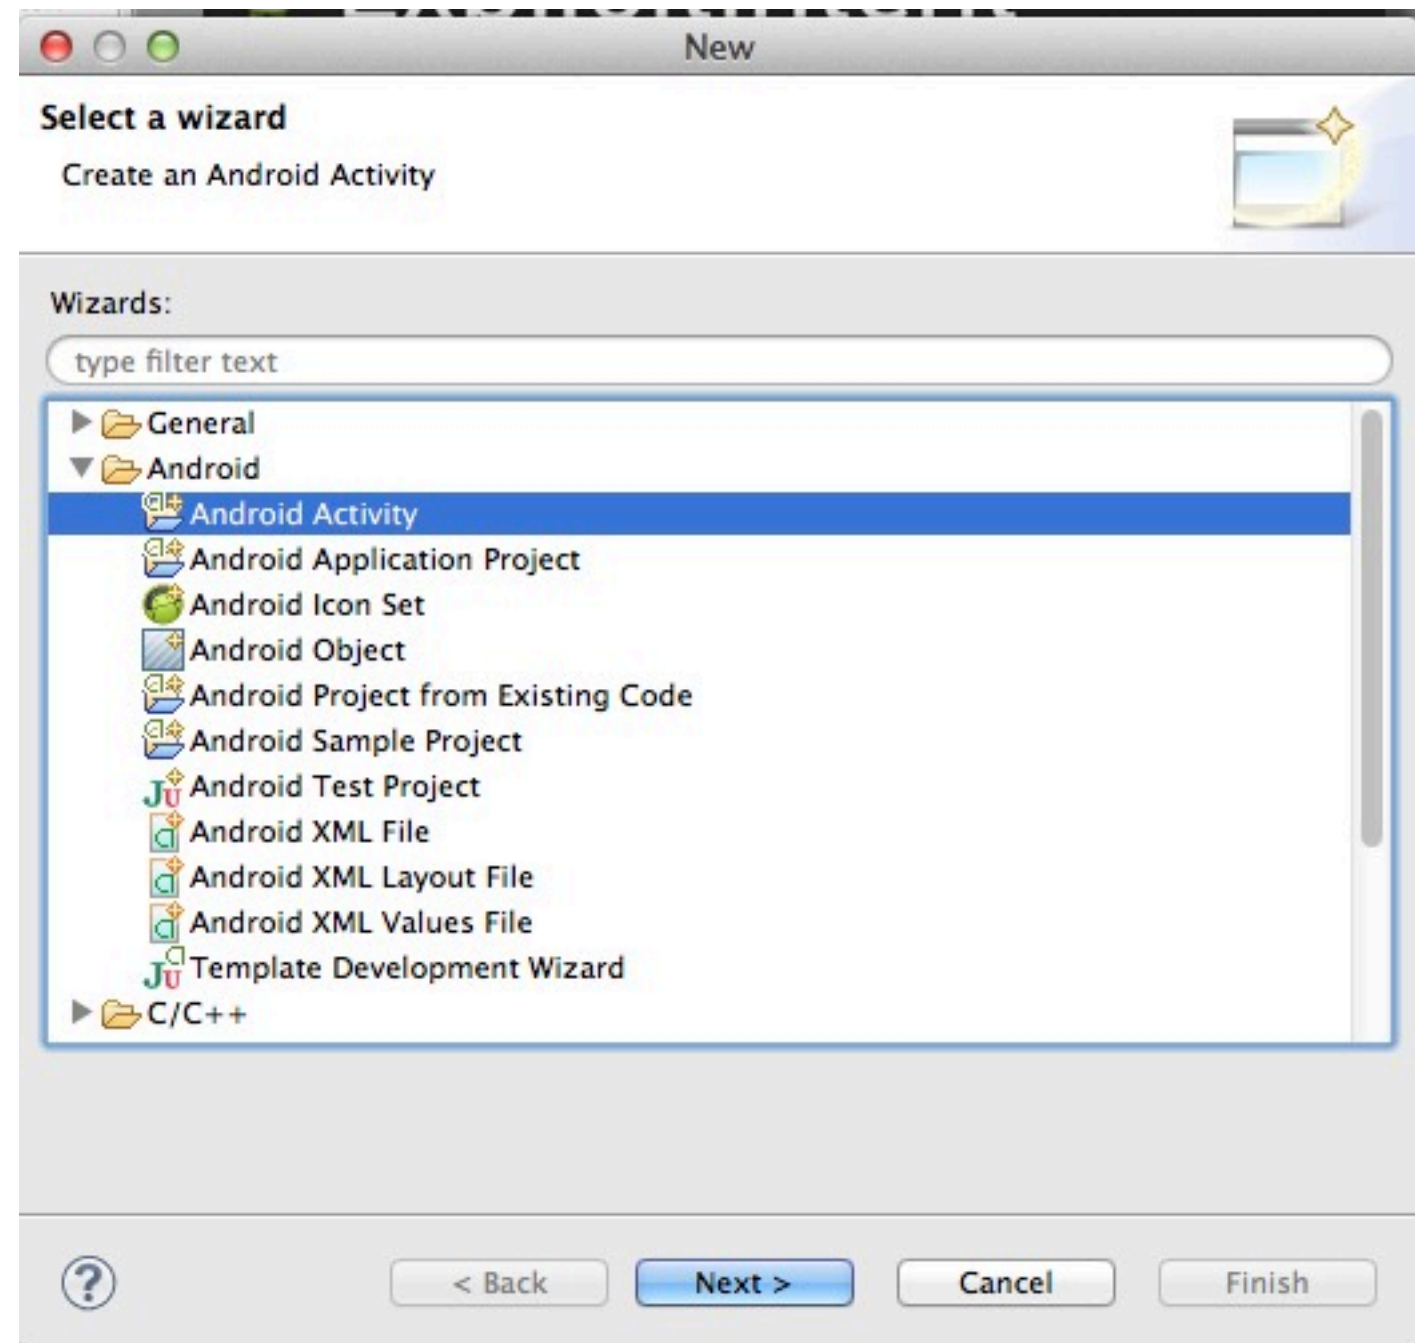 New
Select a wizard
Create an Android Activity
Wizards:
type filter text
General
Android
Android Activity
Android Application Project
Android Icon Set
Android Object
Android Project from Existing Code
Android Sample Project
Android Test Project
Android XML File
Android XML Layout File
Android XML Values File
Template Development Wizard
C/C++
< Back Next > Cancel Finish